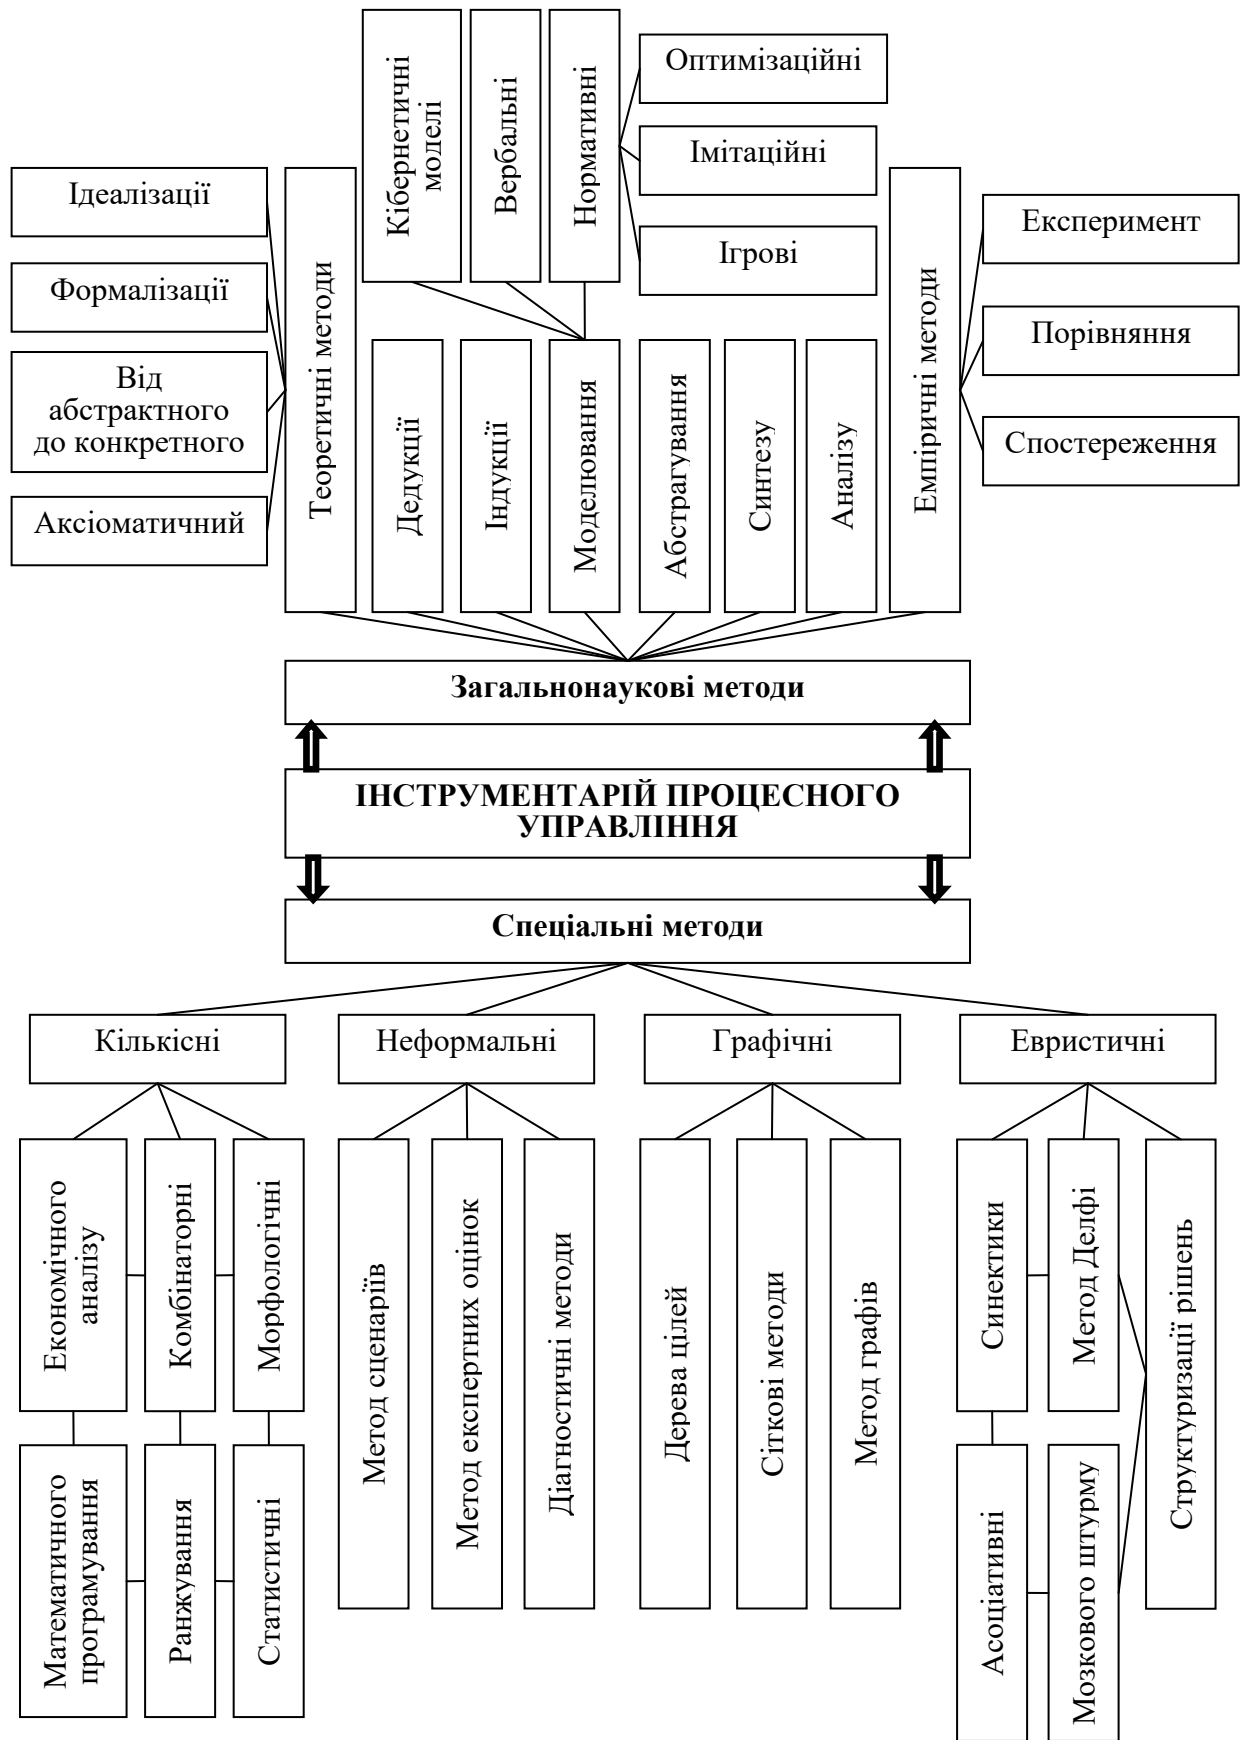 Кібернетичні
моделі
Вербальні
Нормативні
Оптимізаційні
Імітаційні
Ігрові
Ідеалізації
Формалізації
Від
абстрактного
до конкретного
Аксіоматичний
Теоретичні методи
Дедукції
Індукції
Моделювання
Абстрагування
Синтезу
Аналізу
Емпіричні методи
Експеримент
Порівняння
Спостереження
Загальнонаукові методи
ІНСТРУМЕНТАРІЙ ПРОЦЕСНОГО
УПРАВЛІННЯ
Спеціальні методи
Кількісні
Неформальні
Графічні
Евристичні
Економічного
аналізу
Комбінаторні
Морфологічні
Математичного
програмування
Ранжування
Статистичні
Метод сценаріїв
Метод експертних оцінок
Діагностичні методи
Дерева цілей
Сіткові методи
Метод графів
Синектики
Метод Делфі
Структуризації рішень
Асоціативні
Мозкового штурму